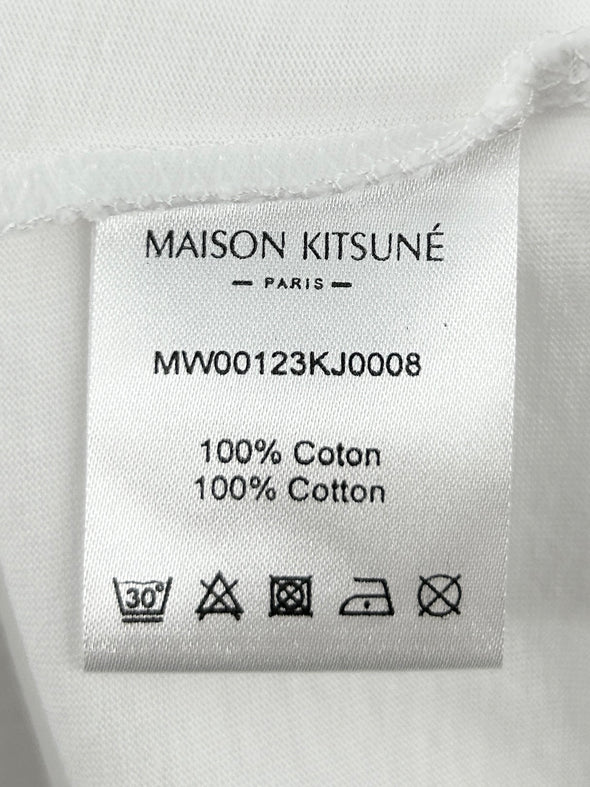 MAISON KITSUNÉ
PARIS
MW00123KJ0008
100% Coton
100% Cotton
30°